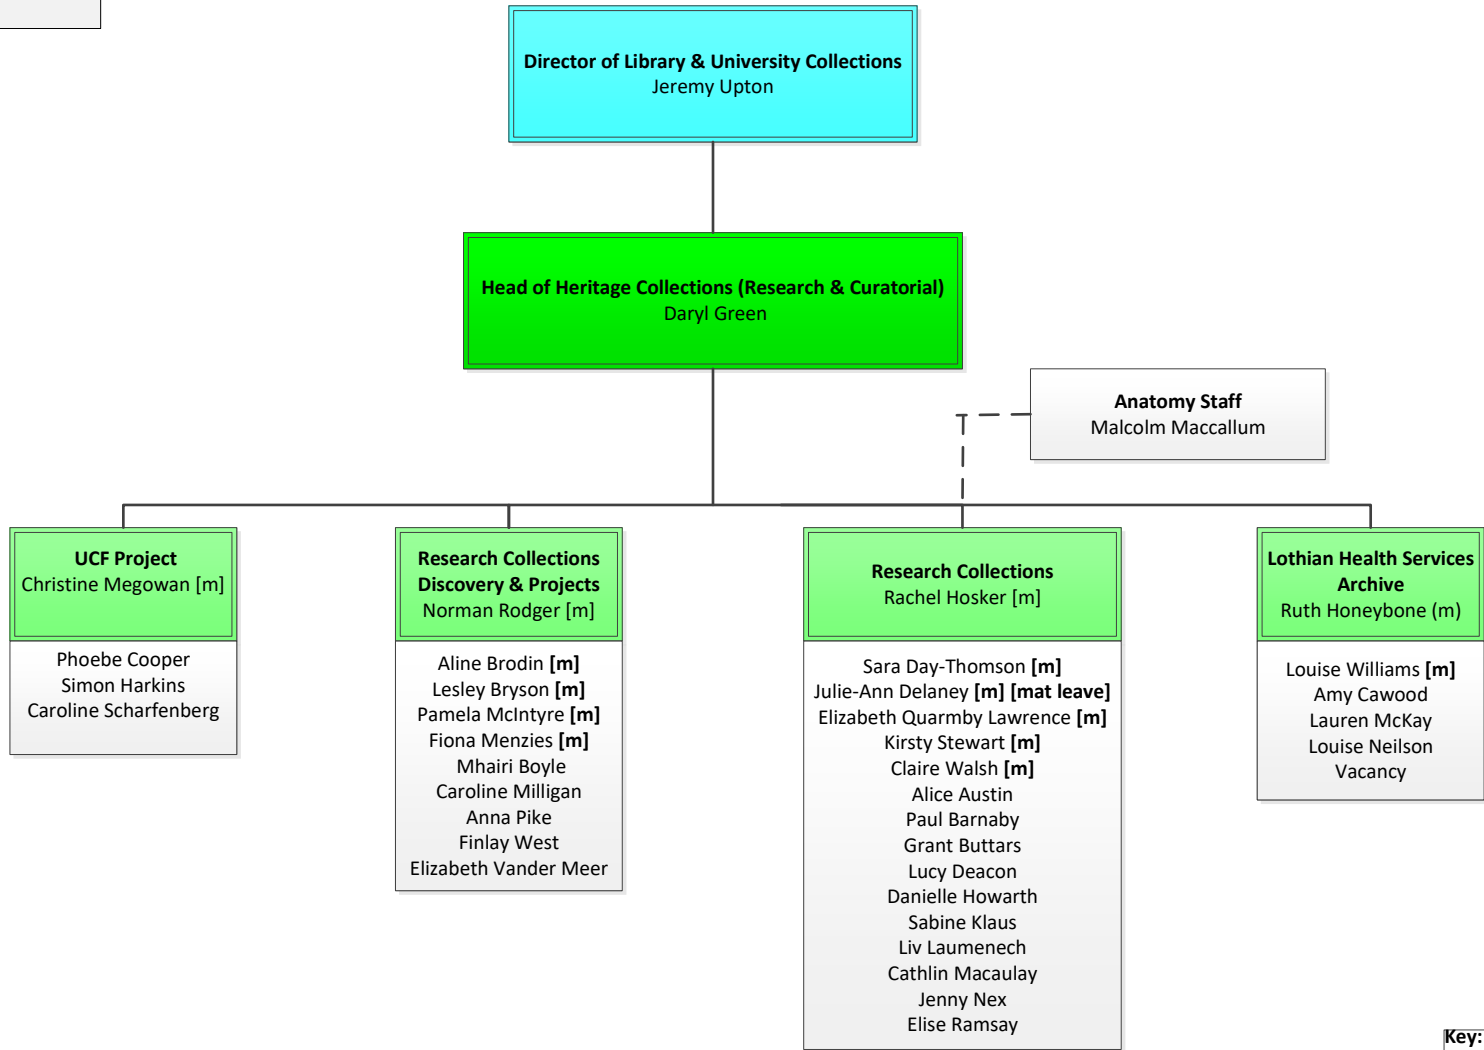 Director of Library & University Collections
Jeremy Upton
Head of Heritage Collections (Research & Curatorial)
Daryl Green
Anatomy Staff
Malcolm Maccallum
UCF Project
Christine Megowan [m]
Phoebe Cooper
Simon Harkins
Caroline Scharfenberg
Research Collections
Discovery & Projects
Norman Rodger [m]
Aline Brodin [m]
Lesley Bryson [m]
Pamela McIntyre [m]
Fiona Menzies [m]
Mhairi Boyle
Caroline Milligan
Anna Pike
Finlay West
Elizabeth Vander Meer
Research Collections
Rachel Hosker [m]
Sara Day-Thomson [m]
Julie-Ann Delaney [m] [mat leave]
Elizabeth Quarmby Lawrence [m]
Kirsty Stewart [m]
Claire Walsh [m]
Alice Austin
Paul Barnaby
Grant Buttars
Lucy Deacon
Danielle Howarth
Sabine Klaus
Liv Laumenech
Cathlin Macaulay
Jenny Nex
Elise Ramsay
Lothian Health Services
Archive
Ruth Honeybone (m)
Louise Williams [m]
Amy Cawood
Lauren McKay
Louise Neilson
Vacancy
Key: